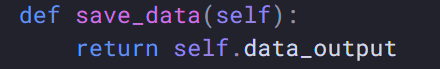 def save_data(self):
    return self.data_output